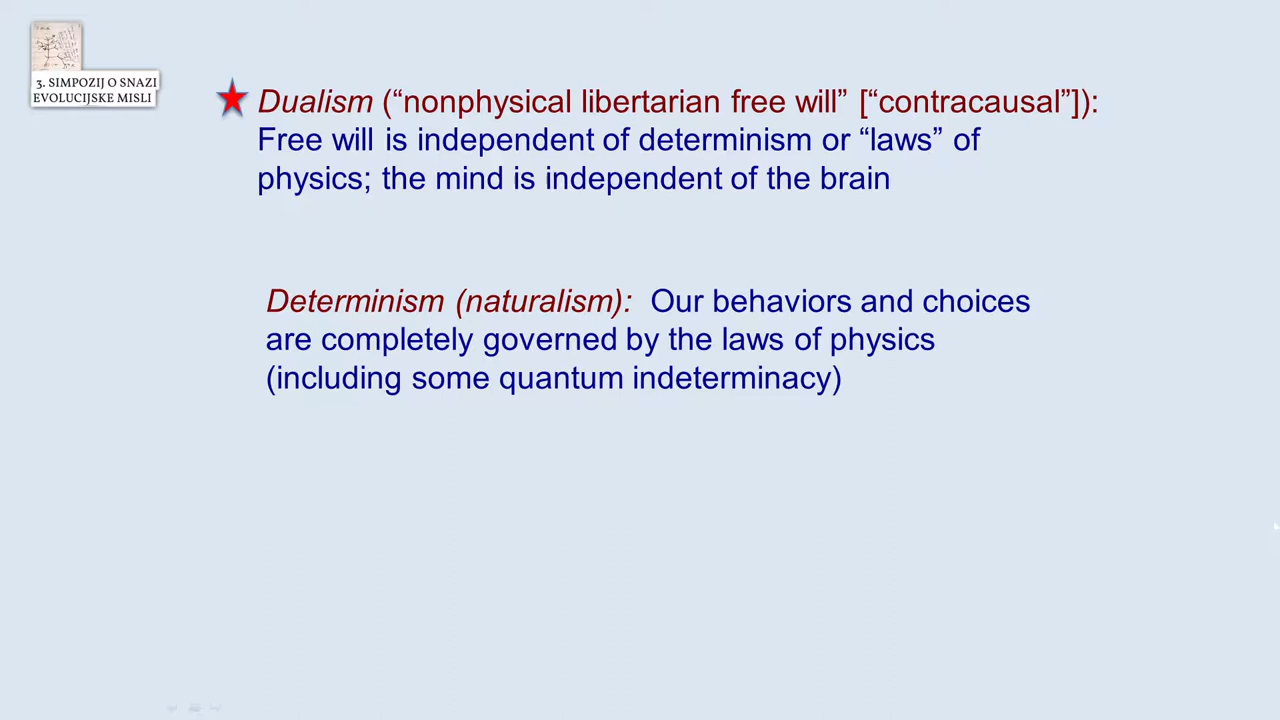 3. SIMPOZIJ O SNAZI
EVOLUCIJSKE MISLI
Dualism (“nonphysical libertarian free will” [“contracausal”]):
Free will is independent of determinism or “laws” of
physics; the mind is independent of the brain
Determinism (naturalism): Our behaviors and choices
are completely governed by the laws of physics
(including some quantum indeterminacy)